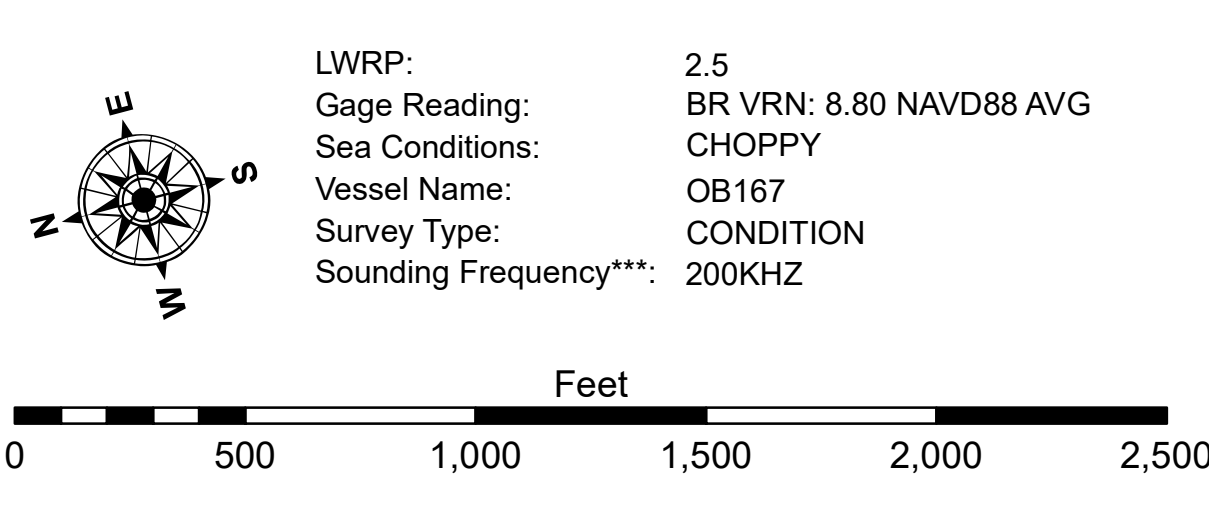 E
S
N
W
LWRP: 2.5
Gage Reading: BR VRN: 8.80 NAVD88 AVG
Sea Conditions: CHOPPY
Vessel Name: OB167
Survey Type: CONDITION
Sounding Frequency***: 200KHZ
Feet
0 500 1,000 1,500 2,000 2,500